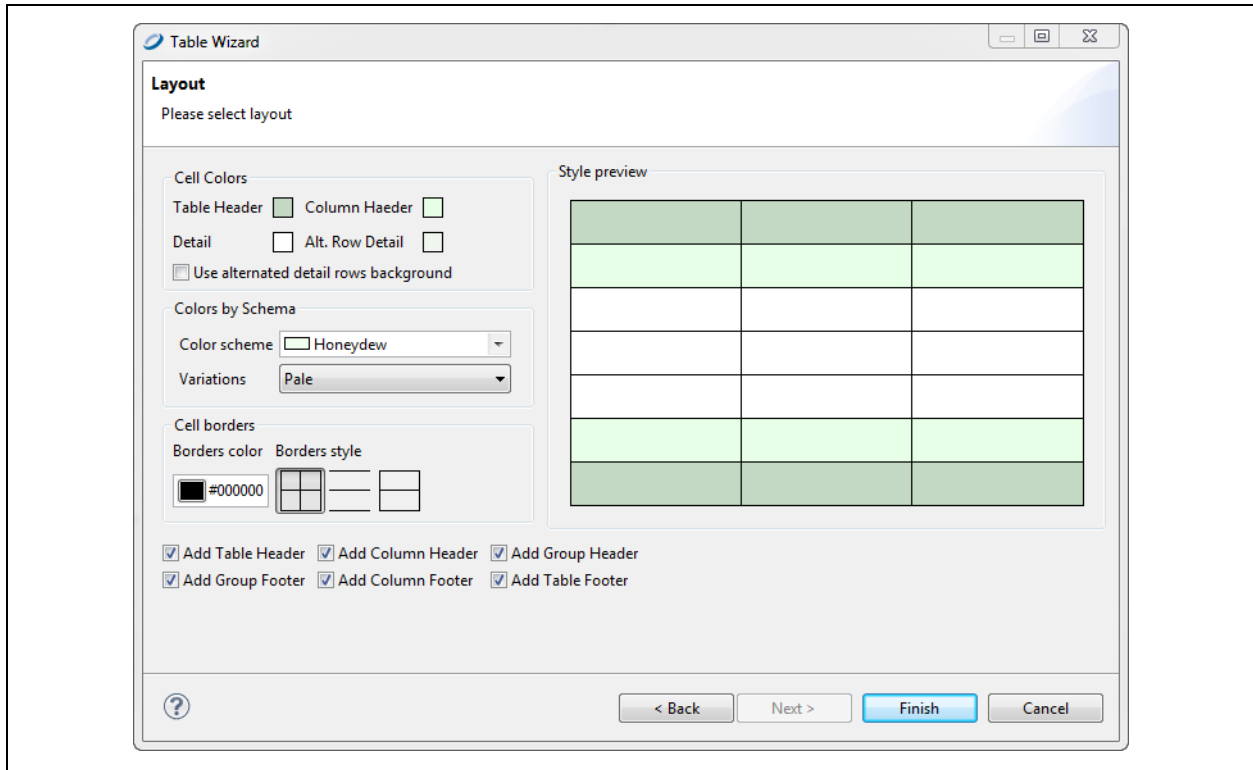 Table Wizard
Layout
Please select layout
Cell Colors
Table Header Column Haeder
Detail Alt. Row Detail
Use alternated detail rows background
Colors by Schema
Color scheme Honeydew
Variations Pale
Cell borders
Borders color Borders style
#000000
Style preview
Add Table Header Add Column Header Add Group Header
Add Group Footer Add Column Footer Add Table Footer
? < Back Next > Finish Cancel